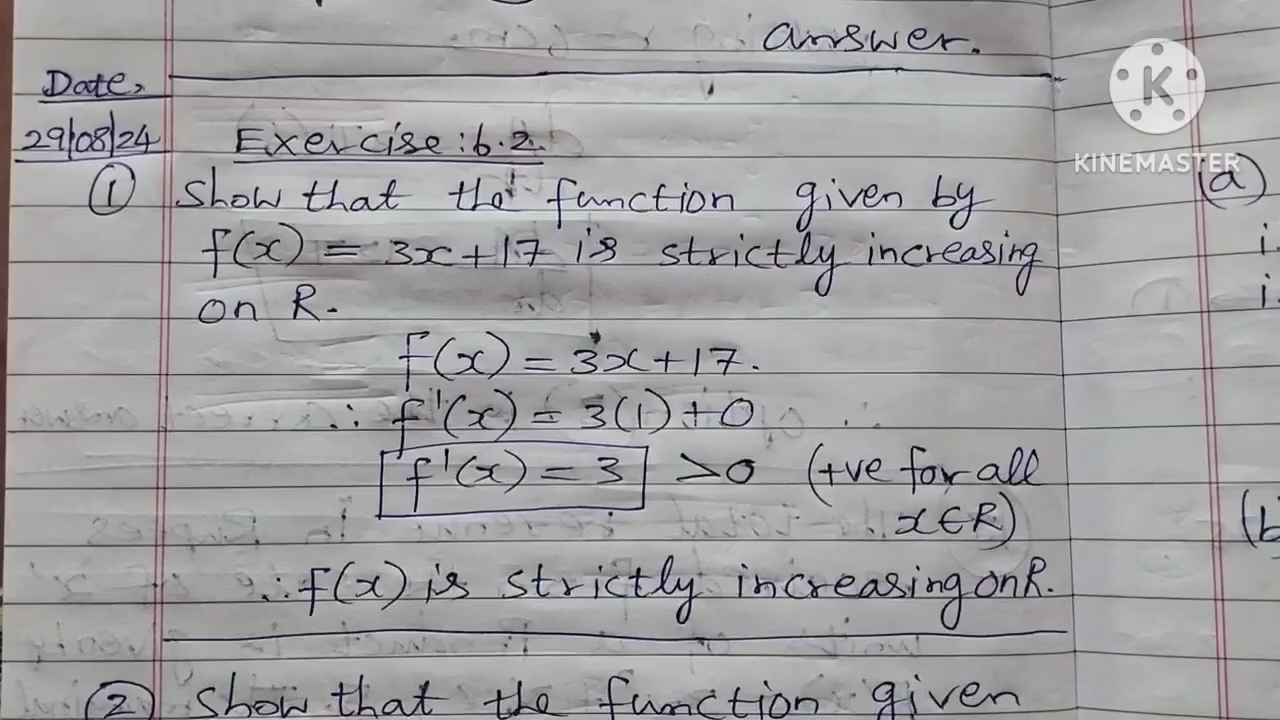 answer.
Date,
29/08/24
Exercise:6.2.
① Show that the function given by
f(x) = 3x+17 is strictly increasing
on R.
f(x) = 3x+17.
∴ f'(x) = 3(1)+0
f'(x) = 3 >0 (+ve for all
x∈R)
∴ f(x) is strictly increasing on R.
② Show that the function given
(a)
i
i.
(b
K
KINEMASTER